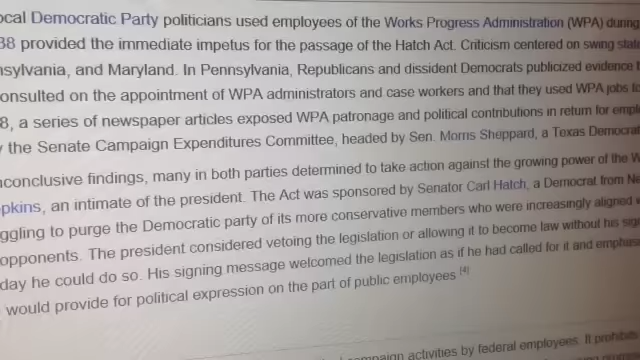 ocal Democratic Party politicians used employees of the Works Progress Administration (WPA) during
38 provided the immediate impetus for the passage of the Hatch Act. Criticism centered on swing stat
nsylvania, and Maryland. In Pennsylvania, Republicans and dissident Democrats publicized evidence t
onsulted on the appointment of WPA administrators and case workers and that they used WPA jobs fo
8, a series of newspaper articles exposed WPA patronage and political contributions in return for empl
y the Senate Campaign Expenditures Committee, headed by Sen. Morris Sheppard, a Texas Democrat
nconclusive findings, many in both parties determined to take action against the growing power of the W
pkins, an intimate of the president. The Act was sponsored by Senator Carl Hatch, a Democrat from Ne
ggling to purge the Democratic party of its more conservative members who were increasingly aligned w
opponents. The president considered vetoing the legislation or allowing it to become law without his sig
day he could do so. His signing message welcomed the legislation as if he had called for it and emphas
would provide for political expression on the part of public employees.[4]
campaign activities by federal employees. It prohibit